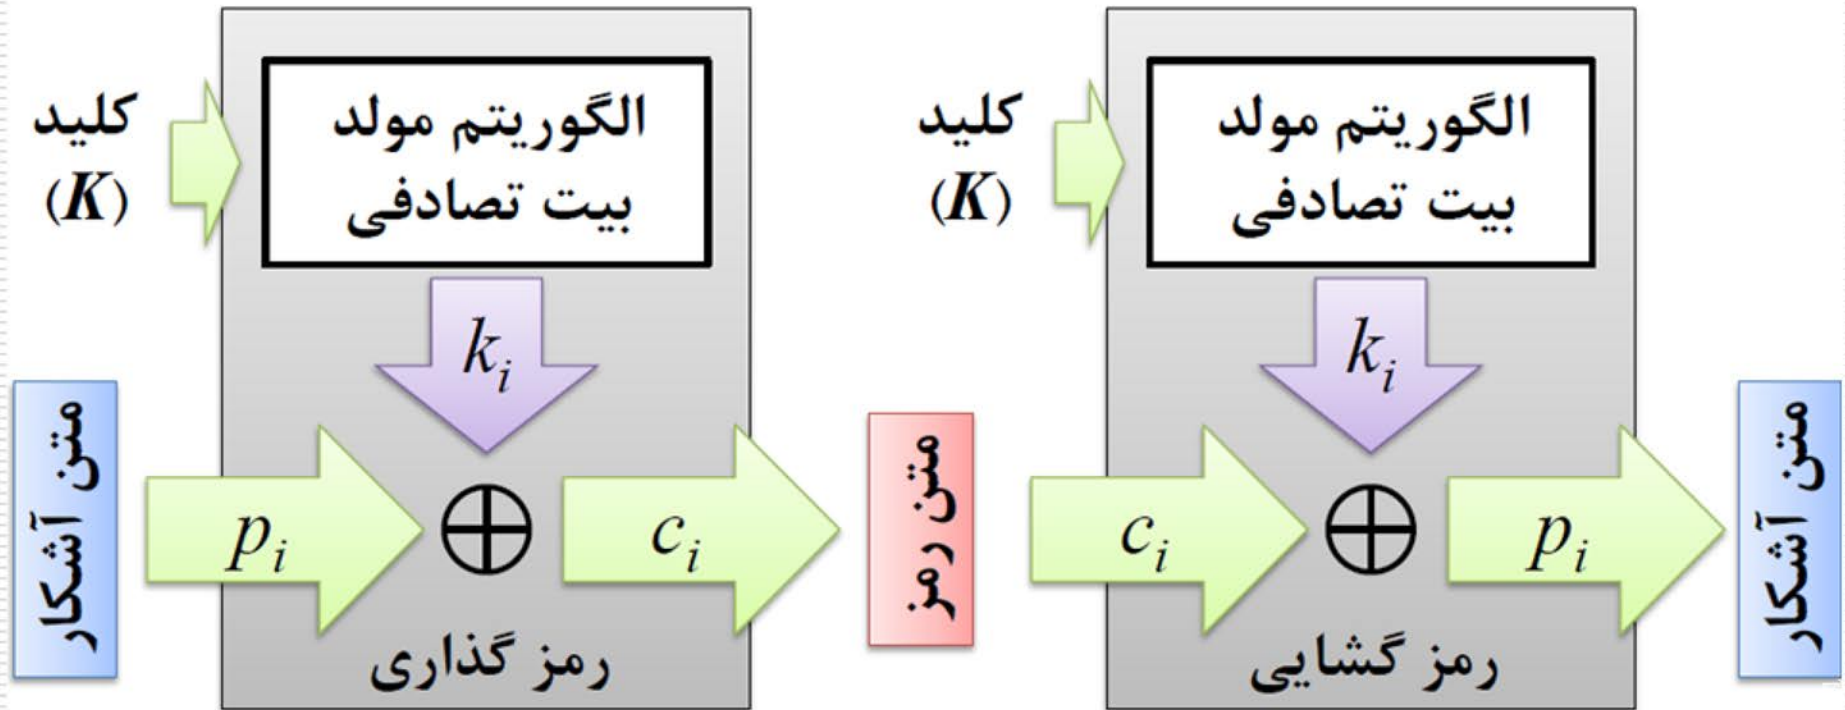 کلید
(K)
الگوریتم مولد
بیت تصادفی
k_i
متن آشکار
p_i
c_i
رمز گذاری
متن رمز
کلید
(K)
الگوریتم مولد
بیت تصادفی
k_i
c_i
p_i
رمز گشایی
متن آشکار